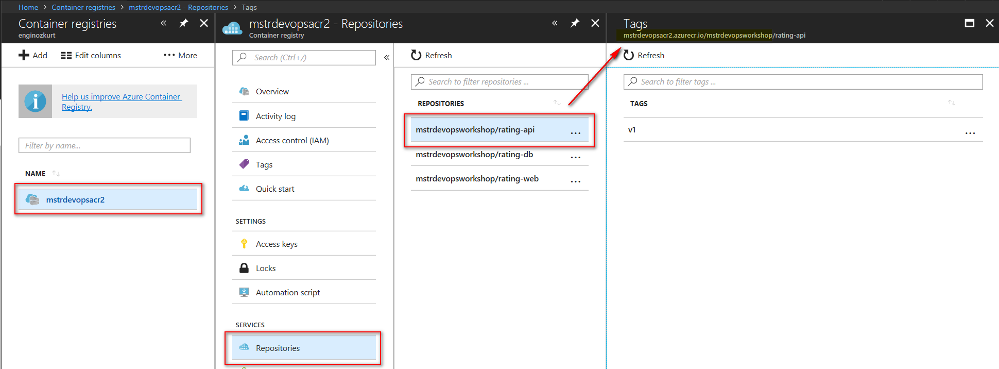 Home > Container registries > mstrdevopsacr2 - Repositories > Tags
Container registries
enginozkurt
Add
Edit columns
More
Help us improve Azure Container
Registry.
Filter by name...
NAME
mstrdevopsacr2
mstrdevopsacr2 - Repositories
Container registry
Search (Ctrl+/)
Overview
Activity log
Access control (IAM)
Tags
Quick start
SETTINGS
Access keys
Locks
Automation script
SERVICES
Repositories
Refresh
Search to filter repositories ...
REPOSITORIES
mstrdevopsworkshop/rating-api
mstrdevopsworkshop/rating-db
mstrdevopsworkshop/rating-web
Tags
mstrdevopsacr2.azurecr.io/mstrdevopsworkshop/rating-api
Refresh
Search to filter tags ...
TAGS
v1